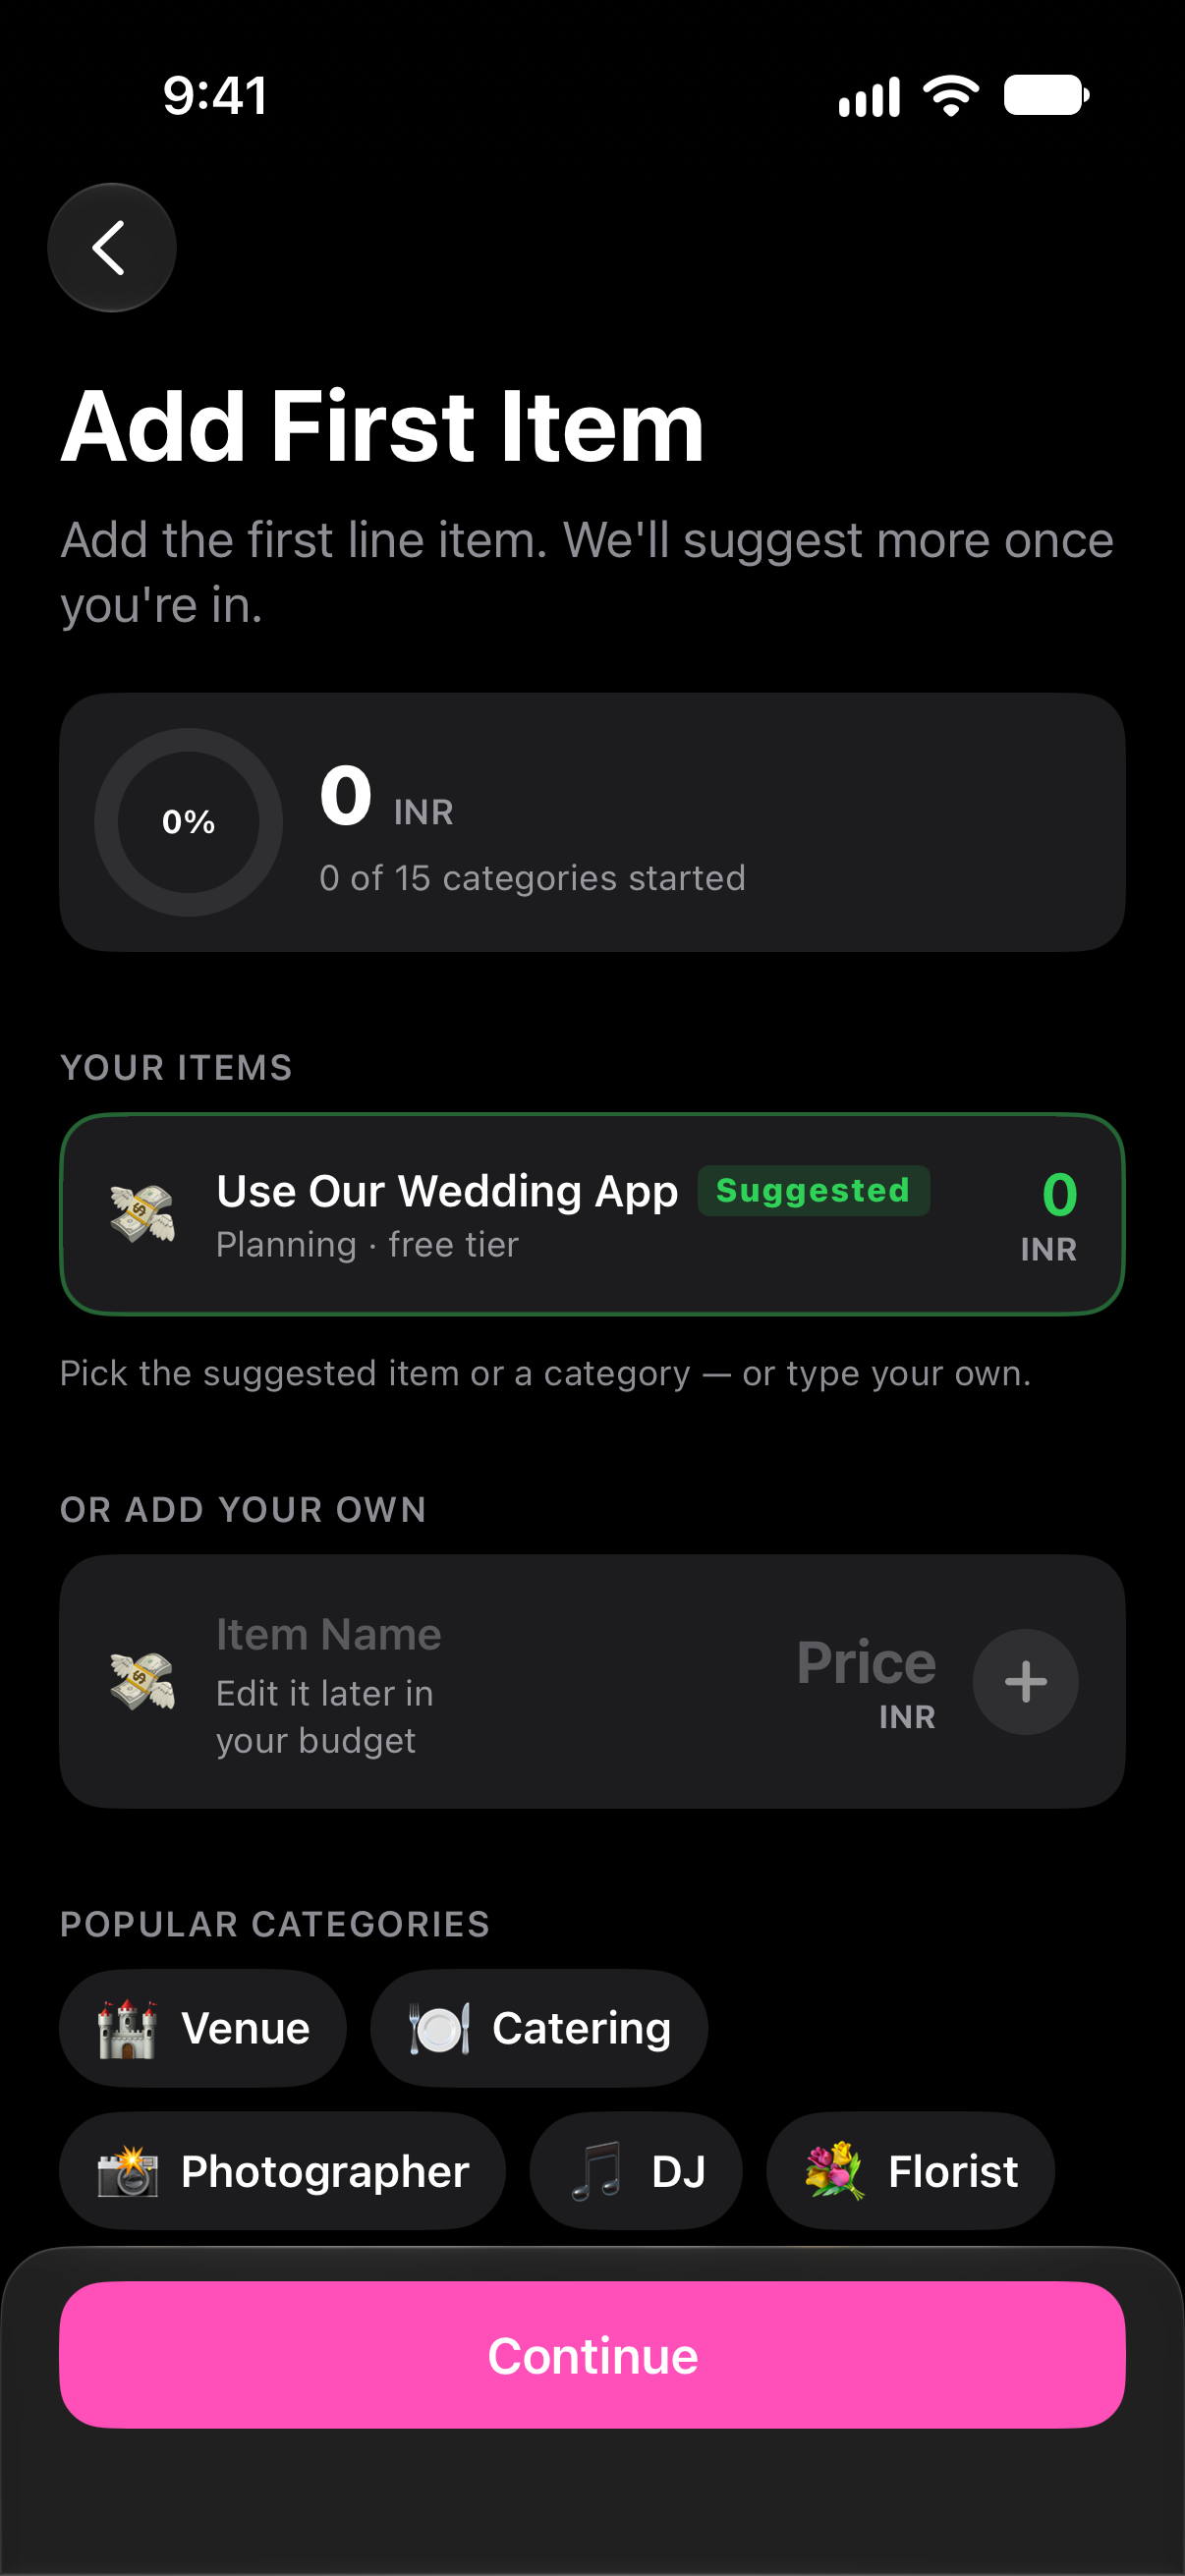 9:41
Add First Item
Add the first line item. We'll suggest more once
you're in.
0%
0 INR
0 of 15 categories started
YOUR ITEMS
Use Our Wedding App Suggested
Planning · free tier
0
INR
Pick the suggested item or a category — or type your own.
OR ADD YOUR OWN
Item Name
Edit it later in
your budget
Price
INR
POPULAR CATEGORIES
Venue
Catering
Photographer
DJ
Florist
Continue